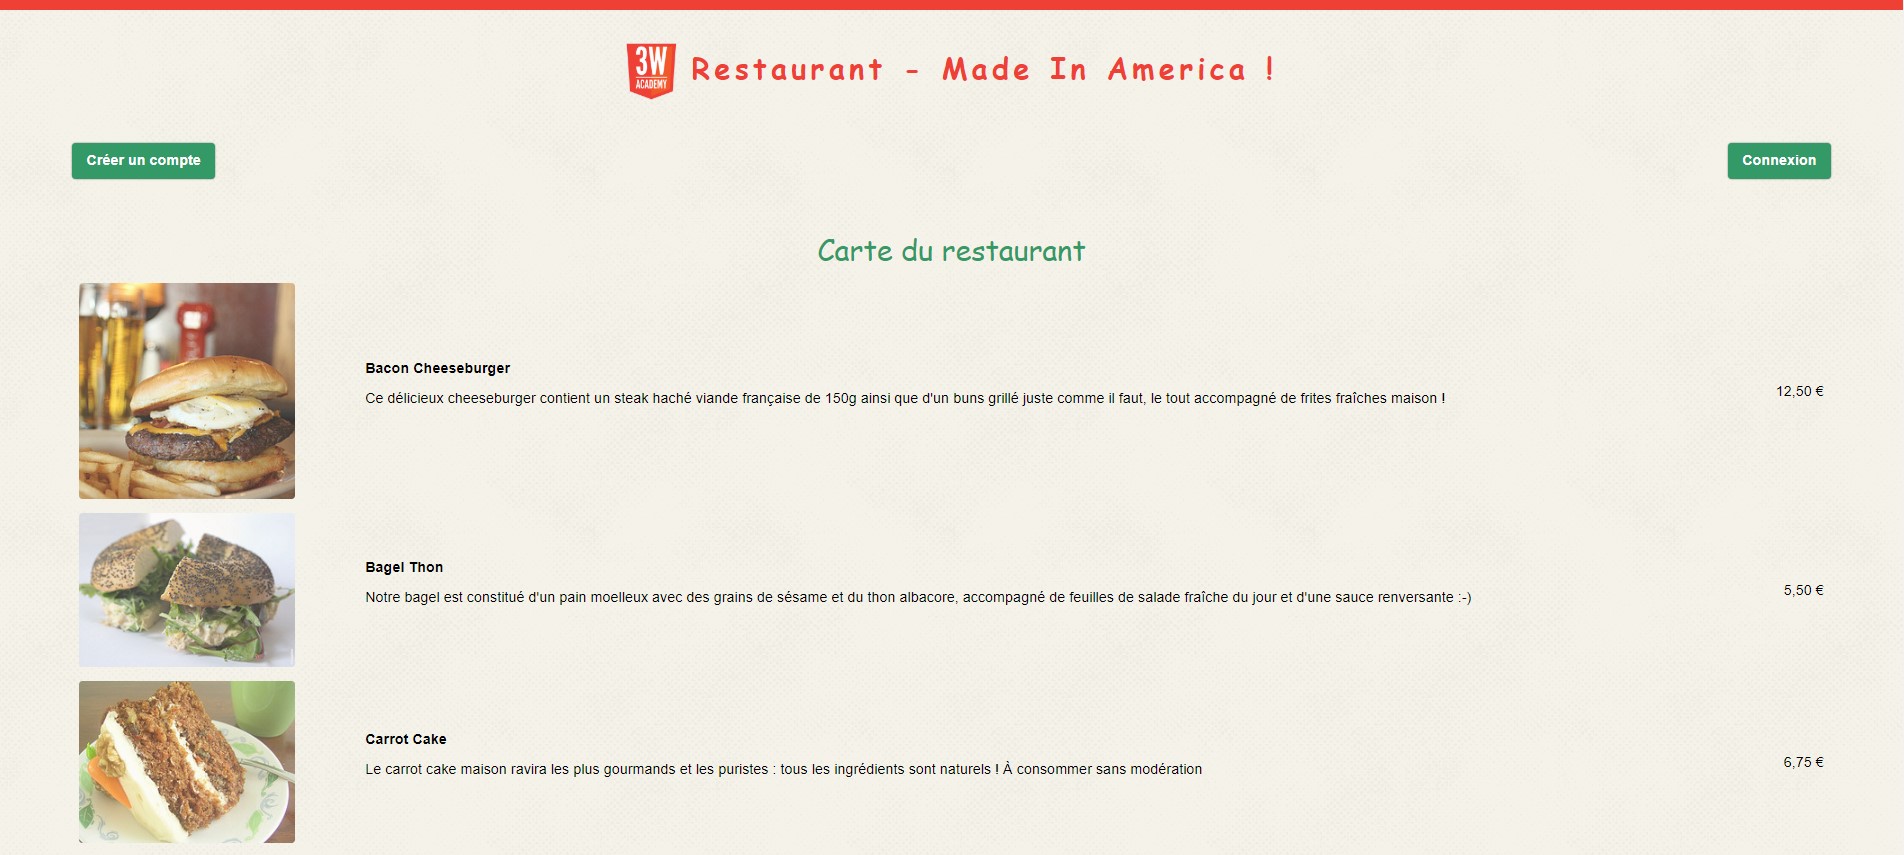 3W
ACADEMY
Restaurant - Made In America !
Créer un compte
Connexion
Carte du restaurant
Bacon Cheeseburger
Ce délicieux cheeseburger contient un steak haché viande française de 150g ainsi que d'un buns grillé juste comme il faut, le tout accompagné de frites fraîches maison !
12,50 €
Bagel Thon
Notre bagel est constitué d'un pain moelleux avec des grains de sésame et du thon albacore, accompagné de feuilles de salade fraîche du jour et d'une sauce renversante :-)
5,50 €
Carrot Cake
Le carrot cake maison ravira les plus gourmands et les puristes : tous les ingrédients sont naturels ! À consommer sans modération
6,75 €